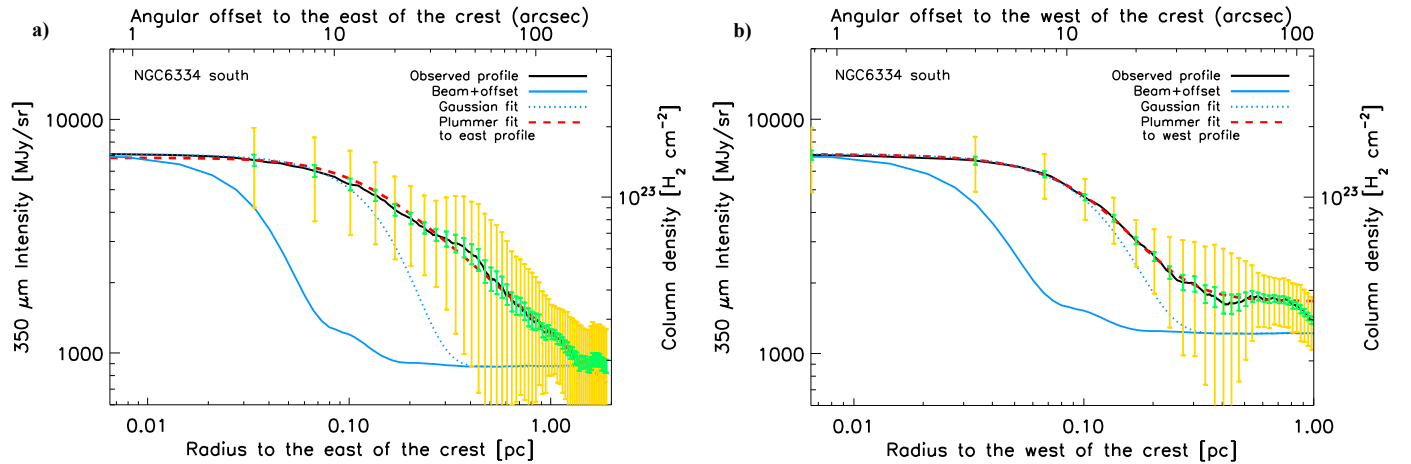 Angular offset to the east of the crest (arcsec)
a)
1 10 100
NGC6334 south
Observed profile
Beam+offset
Gaussian fit
Plummer fit
to east profile
350 μm Intensity [MJy/sr]
10000
1000
Column density [H₂ cm⁻²]
10²³
0.01 0.10 1.00
Radius to the east of the crest [pc]
Angular offset to the west of the crest (arcsec)
b)
1 10 100
NGC6334 south
Observed profile
Beam+offset
Gaussian fit
Plummer fit
to west profile
350 μm Intensity [MJy/sr]
10000
1000
Column density [H₂ cm⁻²]
10²³
0.01 0.10 1.00
Radius to the west of the crest [pc]